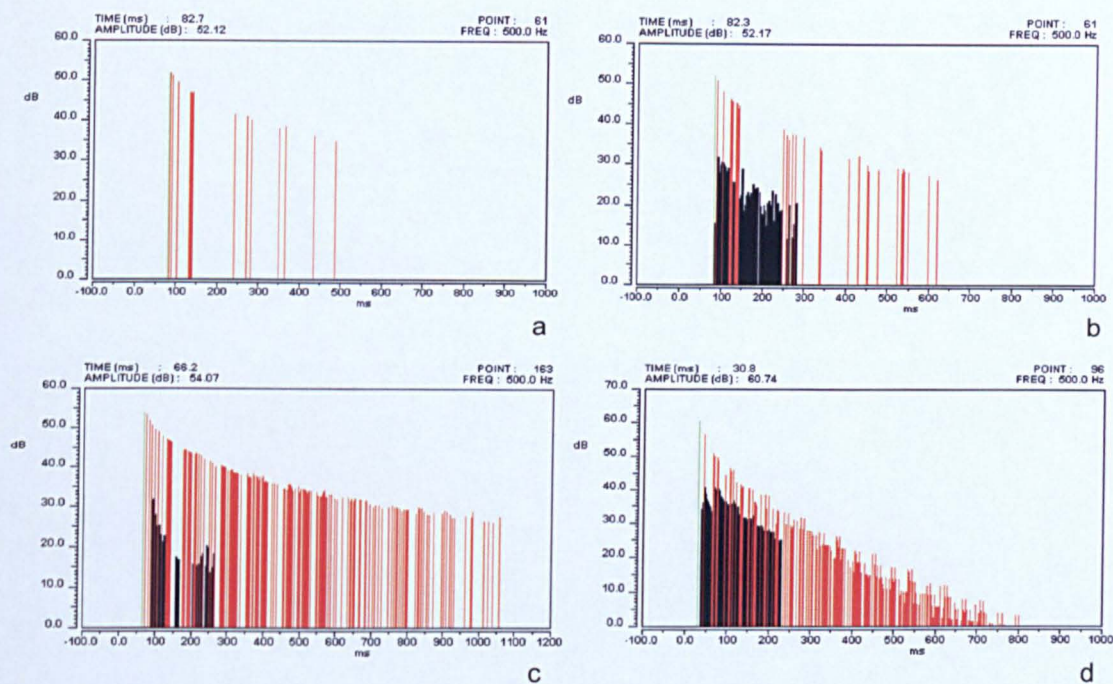 TIME (ms) : 82.7 POINT : 61
AMPLITUDE (dB) : 52.12 FREQ : 500.0 Hz
60.0
50.0
dB
40.0
30.0
20.0
10.0
0.0
-100.0 0.0 100 200 300 400 500 600 700 800 900 1000
ms
a
TIME (ms) : 82.3 POINT : 61
AMPLITUDE (dB) : 52.17 FREQ : 500.0 Hz
60.0
50.0
dB
40.0
30.0
20.0
10.0
0.0
-100.0 0.0 100 200 300 400 500 600 700 800 900 1000
ms
b
TIME (ms) : 66.2 POINT : 163
AMPLITUDE (dB) : 54.07 FREQ : 500.0 Hz
60.0
50.0
dB
40.0
30.0
20.0
10.0
0.0
-100.0 0.0 100 200 300 400 500 600 700 800 900 1000 1100 1200
ms
c
TIME (ms) : 30.8 POINT : 96
AMPLITUDE (dB) : 60.74 FREQ : 500.0 Hz
70.0
60.0
dB
50.0
40.0
30.0
20.0
10.0
0.0
-100.0 0.0 100 200 300 400 500 600 700 800 900 1000
ms
d